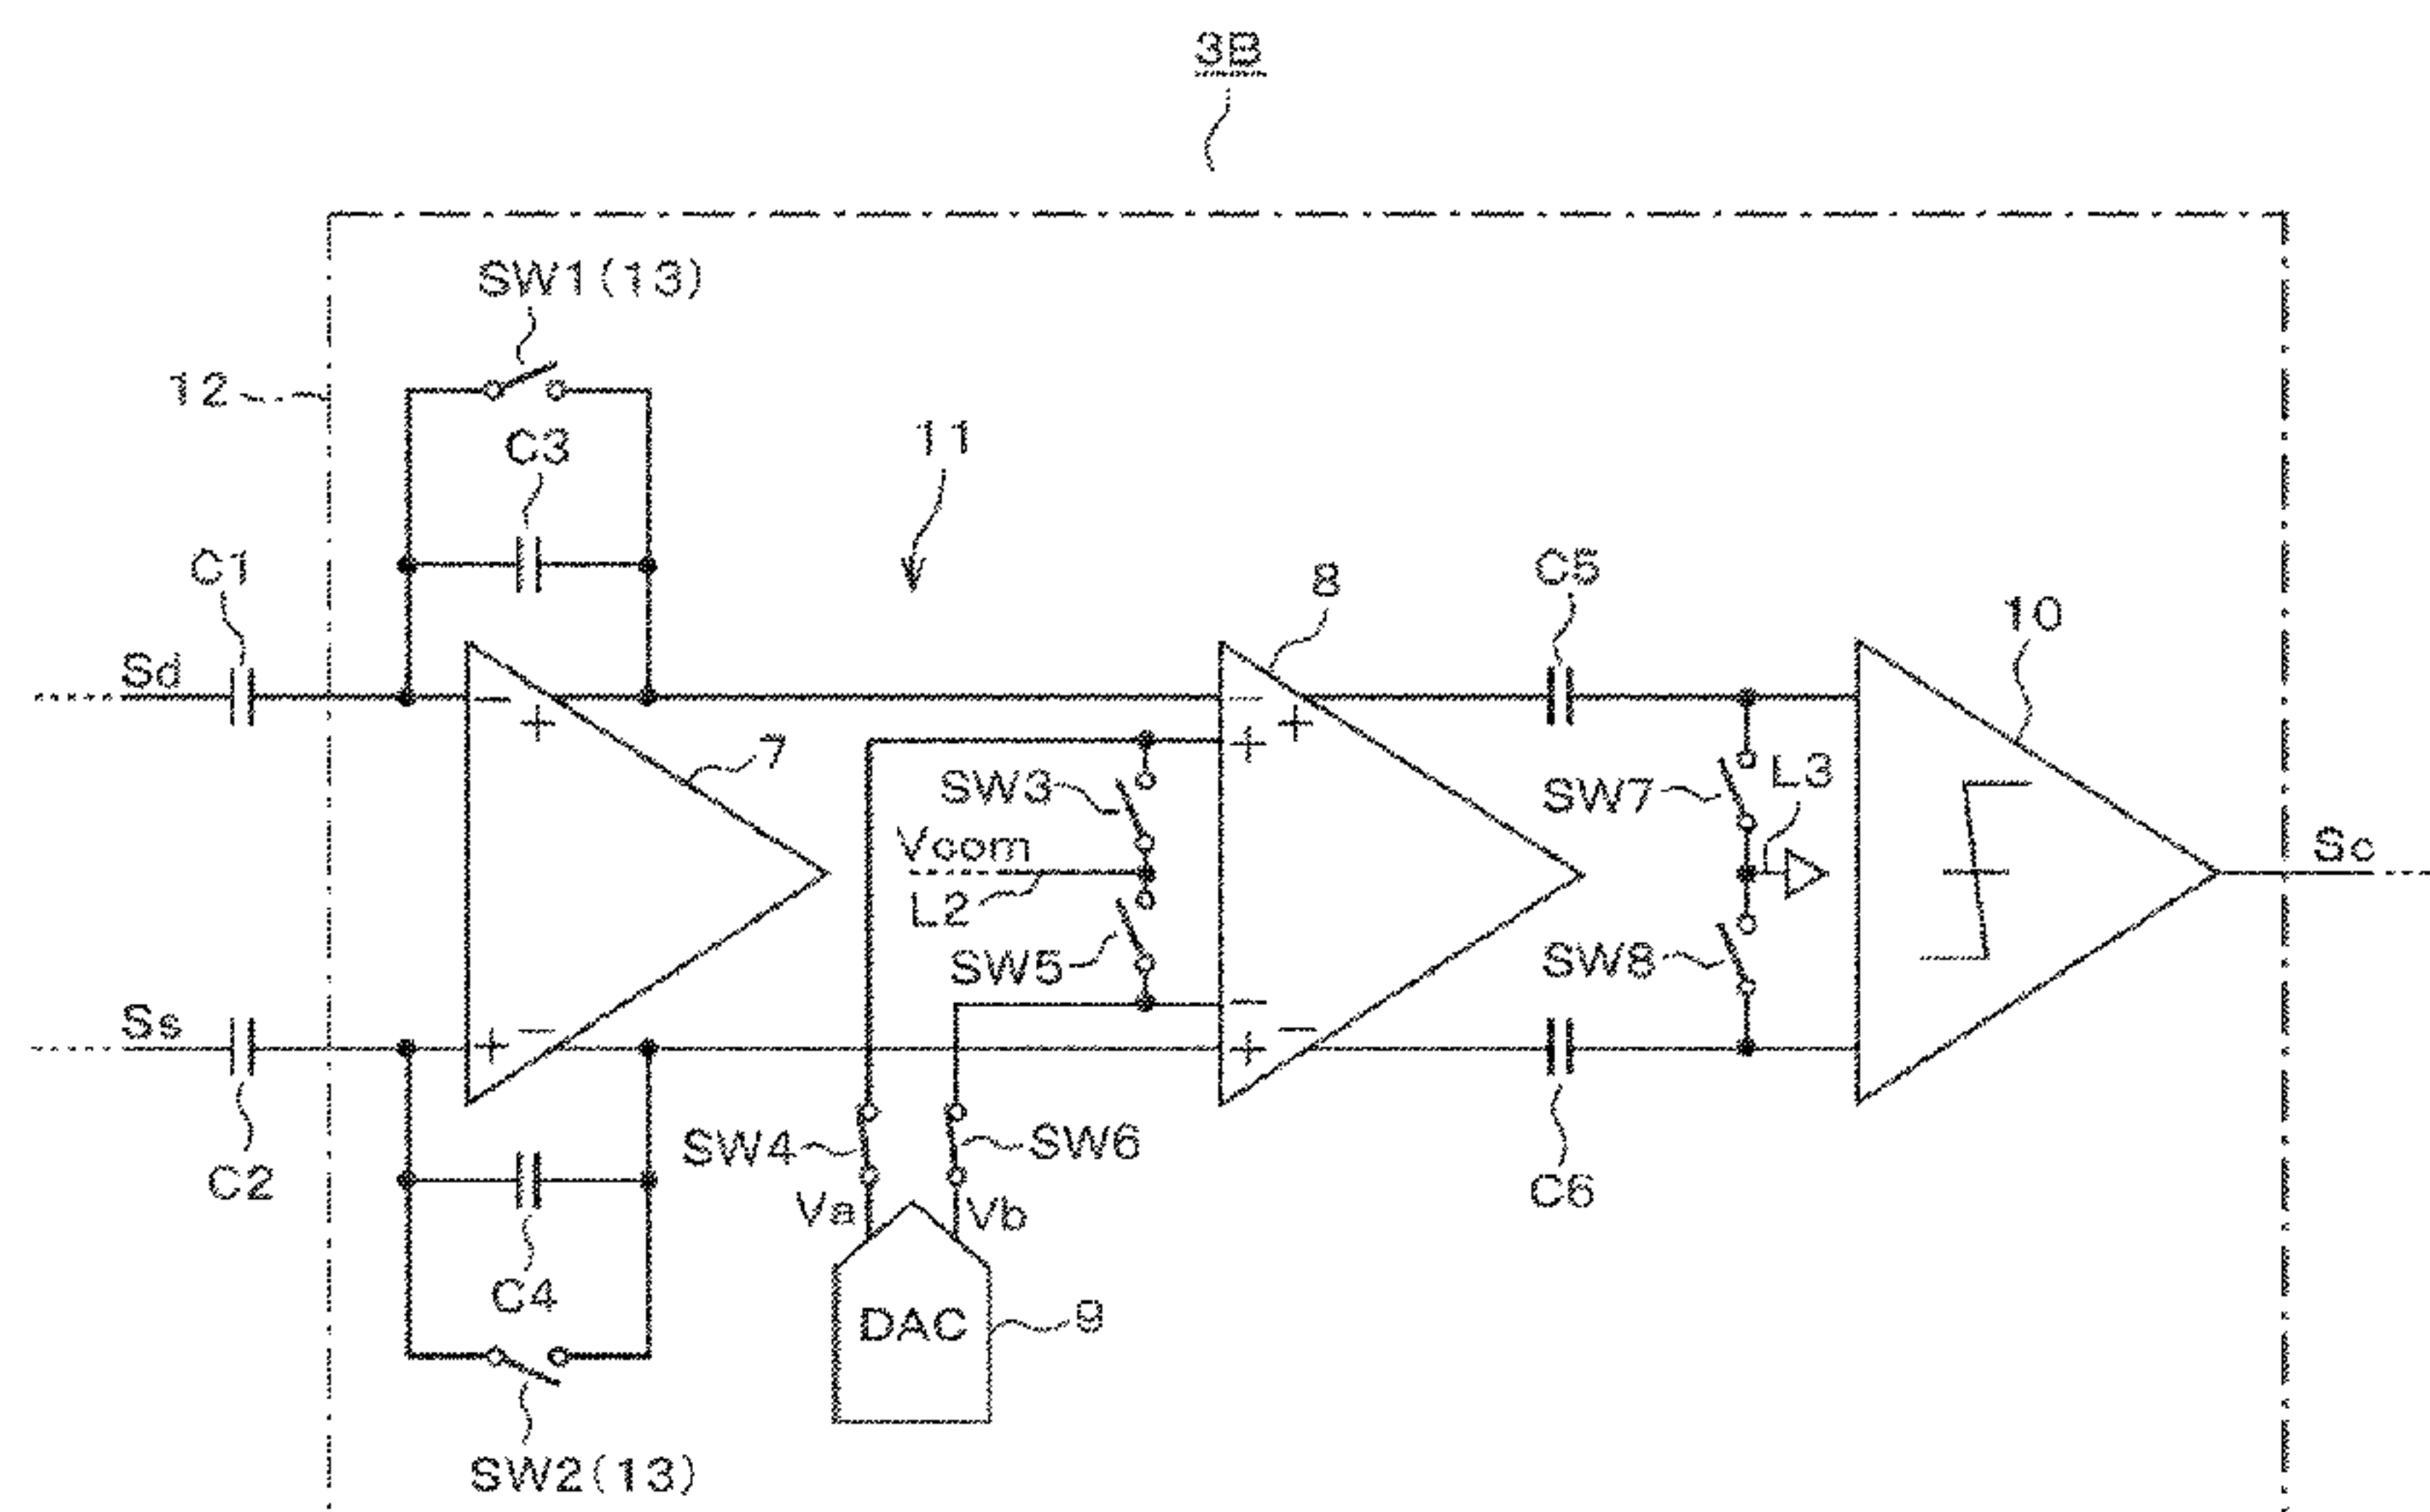 3B
SW1(13)
12
C3
11
C1
8
C5
10
Sd
− + − + +
7
SW3
SW7
L3
Vcom
Sc
L2
SW5
SW8
Ss
+ − − + −
SW4
SW6
C2
Va
Vb
C6
C4
DAC
9
SW2(13)